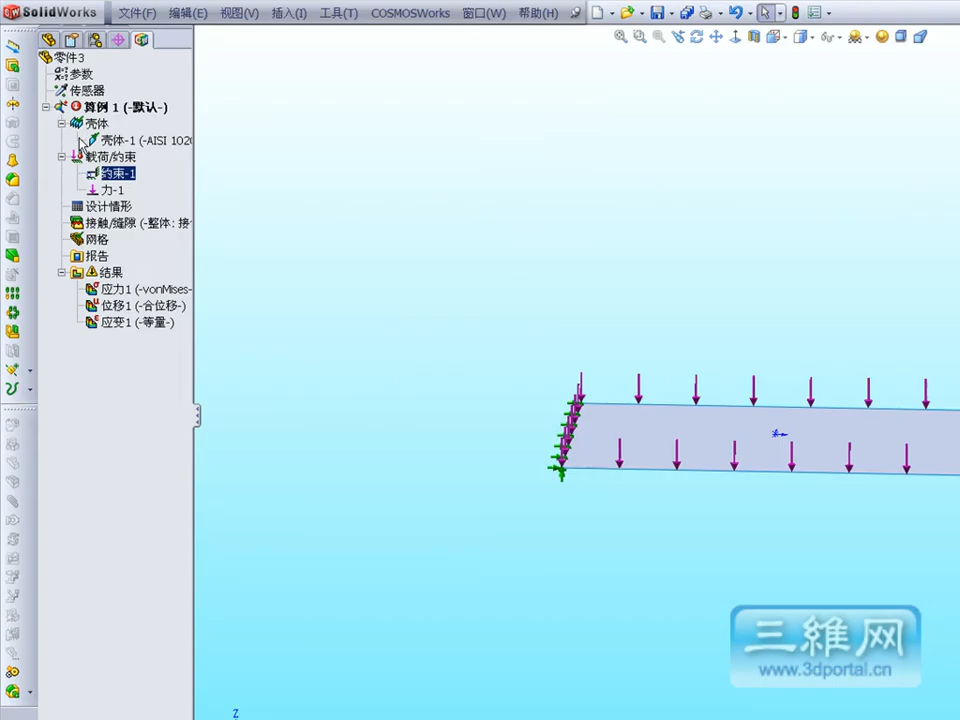 SolidWorks 文件(F) 编辑(E) 视图(V) 插入(I) 工具(T) COSMOSWorks 窗口(W) 帮助(H)
零件3
参数
传感器
算例 1 (-默认-)
壳体
壳体-1 (-AISI 1020
载荷/约束
约束-1
力-1
设计情形
接触/缝隙 (-整体: 接
网格
报告
结果
应力1 (-vonMises-
位移1 (-合位移-)
应变1 (-等量-)
三維网
www.3dportal.cn
Z